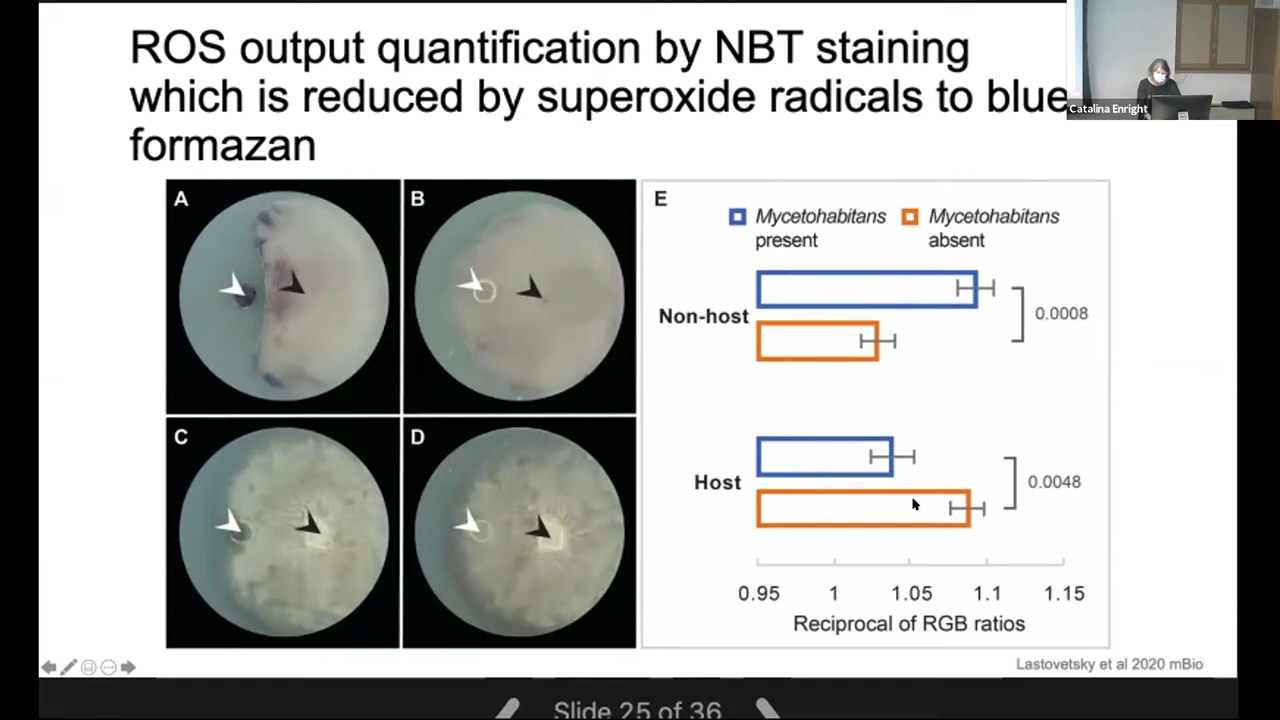 ROS output quantification by NBT staining
which is reduced by superoxide radicals to blue
formazan
Catalina Enright
A
B
C
D
E
Mycetohabitans present
Mycetohabitans absent
Non-host
0.0008
Host
0.0048
0.95 1 1.05 1.1 1.15
Reciprocal of RGB ratios
Lastovetsky et al 2020 mBio
Slide 25 of 36